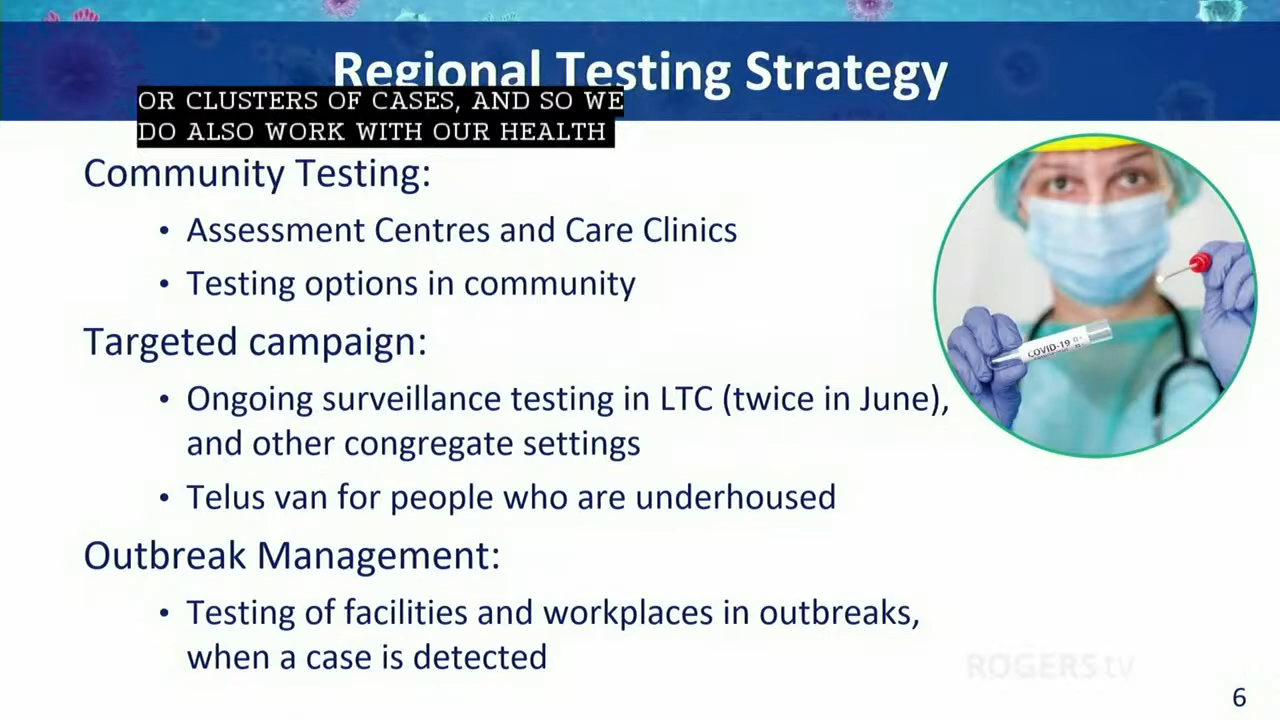 Regional Testing Strategy
OR CLUSTERS OF CASES, AND SO WE
DO ALSO WORK WITH OUR HEALTH
Community Testing:
• Assessment Centres and Care Clinics
• Testing options in community
Targeted campaign:
• Ongoing surveillance testing in LTC (twice in June),
and other congregate settings
• Telus van for people who are underhoused
Outbreak Management:
• Testing of facilities and workplaces in outbreaks,
when a case is detected
COVID-19
ROGERS tv
6